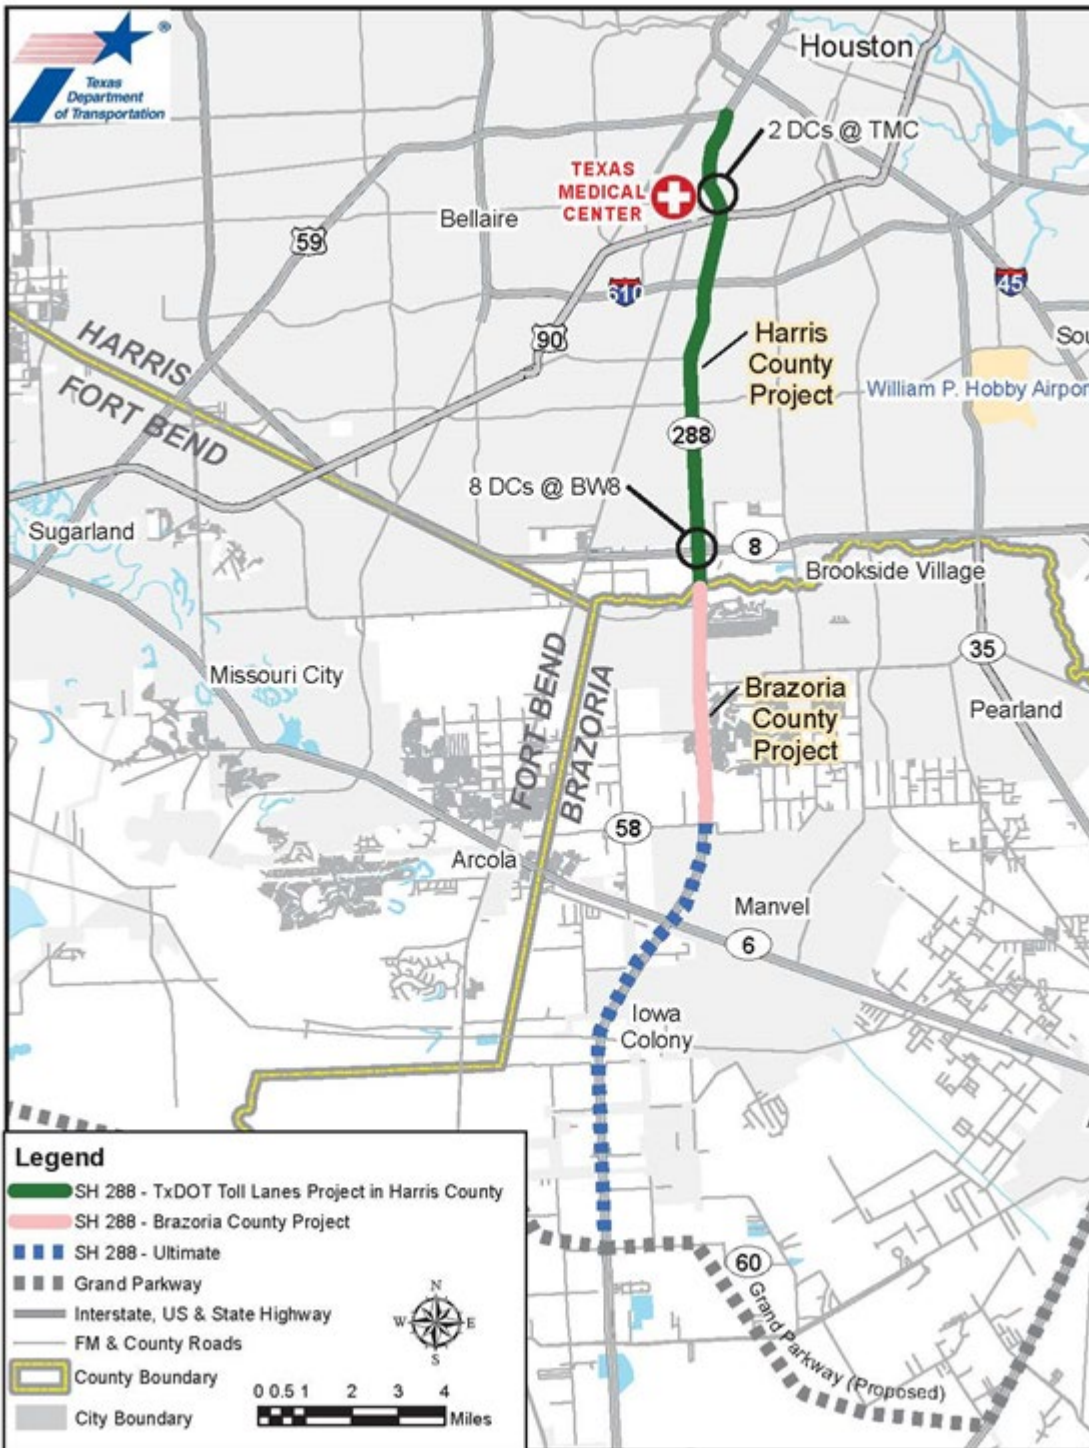 Texas
Department
of Transportation
®
Houston
2 DCs @ TMC
TEXAS
MEDICAL
CENTER
Bellaire
59
610
45
90
HARRIS
FORT BEND
Harris
County
Project
Sou
William P. Hobby Airpor
288
8 DCs @ BW8
Sugarland
8
Brookside Village
35
Missouri City
FORT BEND
BRAZORIA
Brazoria
County
Project
Pearland
58
Arcola
Manvel
6
Iowa
Colony
60
Grand Parkway (Proposed)
Legend
SH 288 - TxDOT Toll Lanes Project in Harris County
SH 288 - Brazoria County Project
SH 288 - Ultimate
Grand Parkway
Interstate, US & State Highway
FM & County Roads
County Boundary
City Boundary
N
W E
S
0 0.5 1 2 3 4
Miles